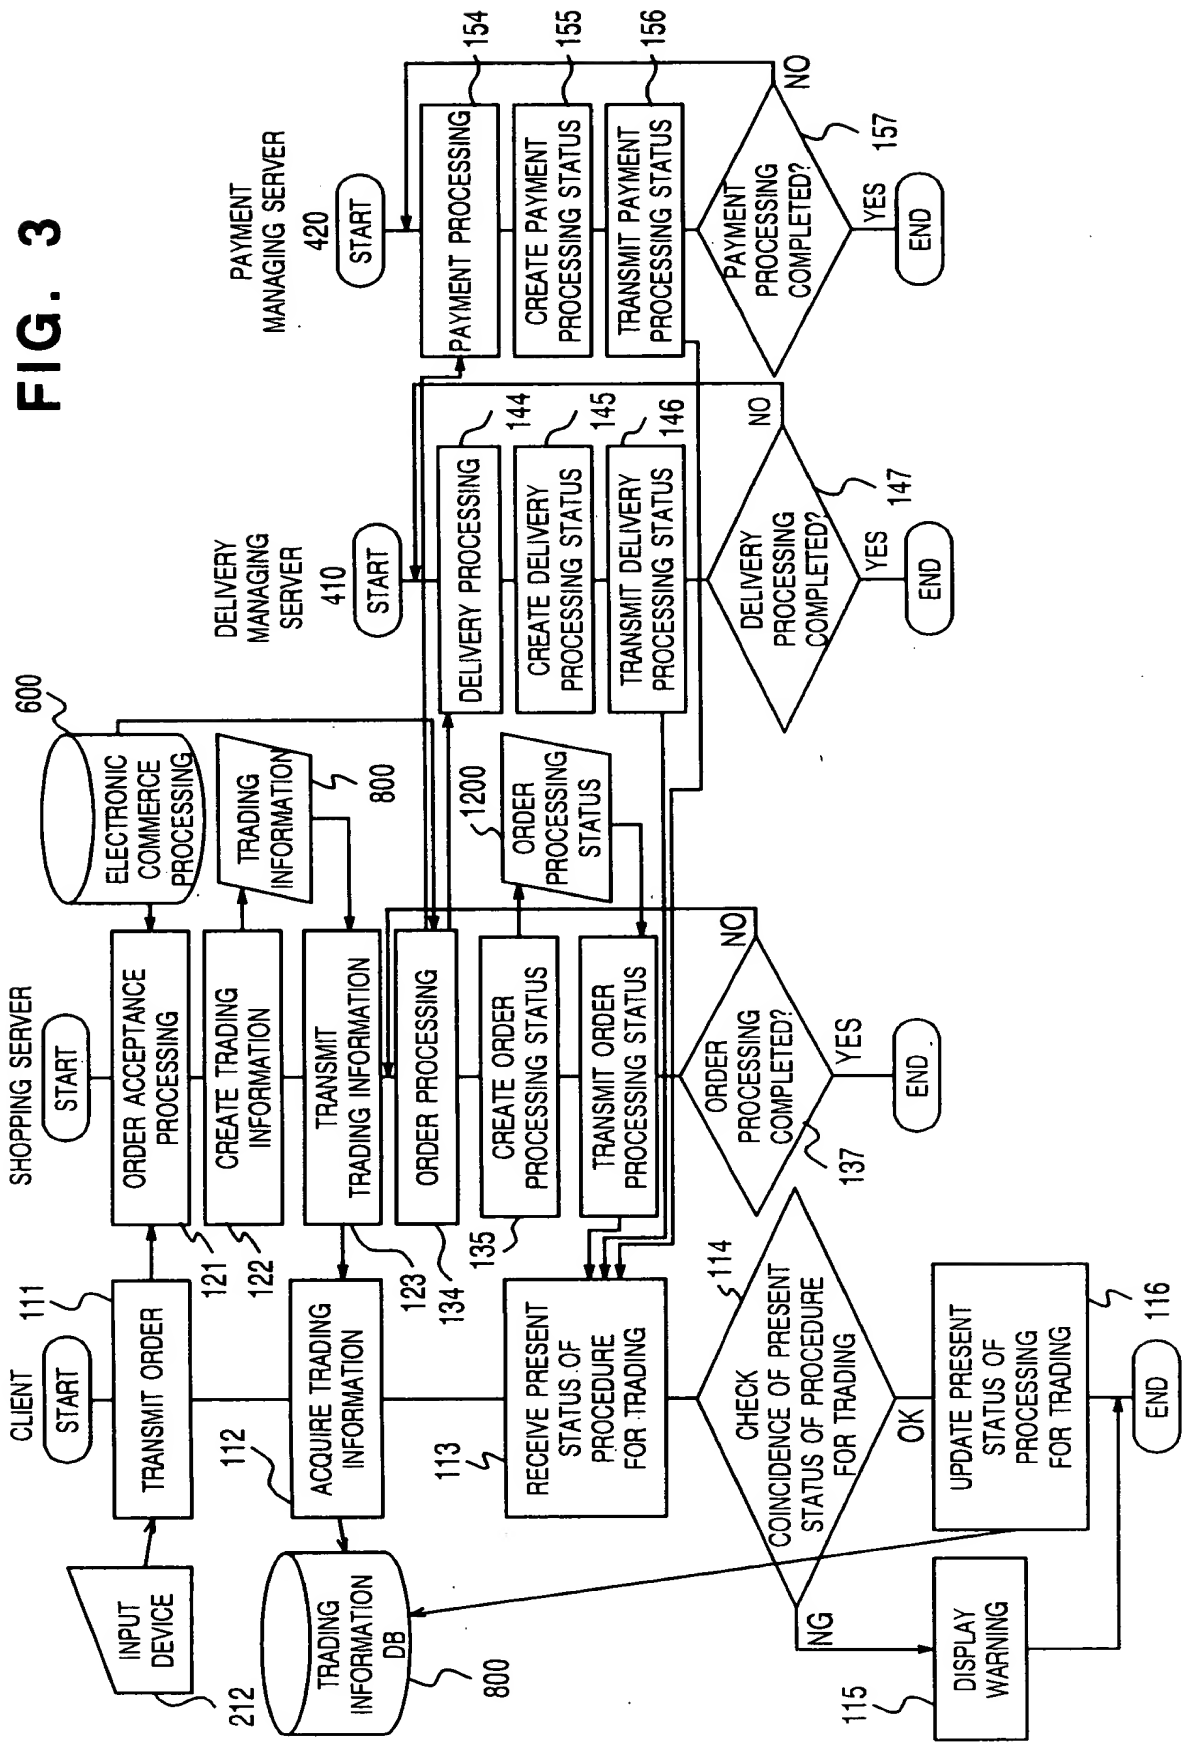 FIG. 3
CLIENT
START
111
TRANSMIT ORDER
INPUT
DEVICE
212
112
ACQUIRE TRADING
INFORMATION
TRADING
INFORMATION
DB
800
113
RECEIVE PRESENT
STATUS OF
PROCEDURE
FOR TRADING
114
CHECK
COINCIDENCE OF PRESENT
STATUS OF PROCEDURE
FOR TRADING
OK
NG
115
DISPLAY
WARNING
UPDATE PRESENT
STATUS OF
PROCESSING
FOR TRADING
116
END
SHOPPING SERVER
START
ORDER ACCEPTANCE
PROCESSING
121
CREATE TRADING
INFORMATION
122
TRANSMIT
TRADING INFORMATION
123
ORDER PROCESSING
134
CREATE ORDER
PROCESSING STATUS
135
TRANSMIT ORDER
PROCESSING STATUS
ORDER
PROCESSING
COMPLETED?
137
NO
YES
END
600
ELECTRONIC
COMMERCE
PROCESSING
TRADING
INFORMATION
800
1200
ORDER
PROCESSING
STATUS
DELIVERY
MANAGING
SERVER
410
START
DELIVERY PROCESSING
144
CREATE DELIVERY
PROCESSING STATUS
145
TRANSMIT DELIVERY
PROCESSING STATUS
146
DELIVERY
PROCESSING
COMPLETED?
147
NO
YES
END
PAYMENT
MANAGING SERVER
420
START
PAYMENT PROCESSING
154
CREATE PAYMENT
PROCESSING STATUS
155
TRANSMIT PAYMENT
PROCESSING STATUS
156
PAYMENT
PROCESSING
COMPLETED?
157
NO
YES
END